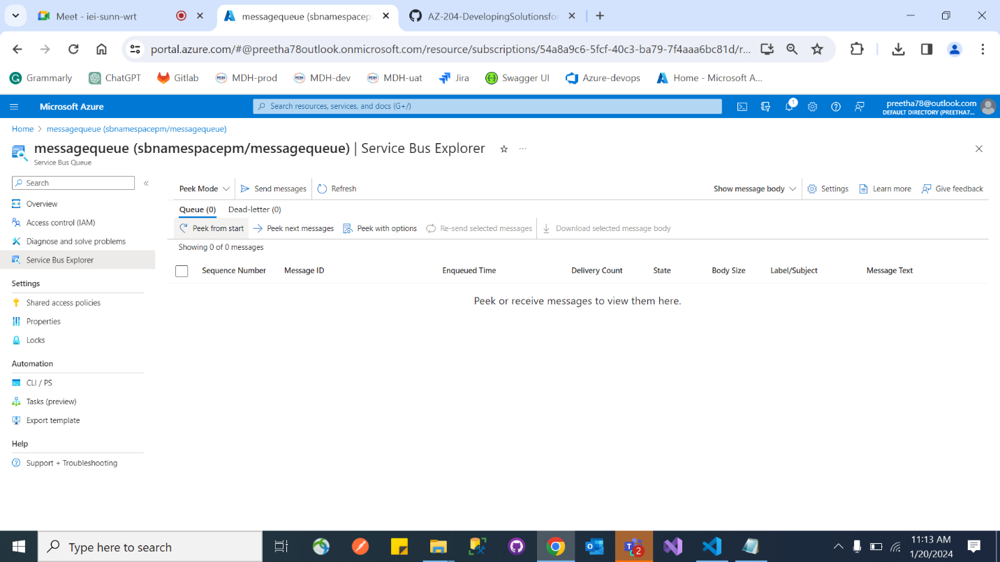 Meet - iei-sunn-wrt
messagequeue (sbnamespacep
AZ-204-DevelopingSolutionsfo
portal.azure.com/#@preetha78outlook.onmicrosoft.com/resource/subscriptions/54a8a9c6-5fcf-40c3-ba79-7f4aaa6bc81d/r...
Grammarly ChatGPT Gitlab MDH-prod MDH-dev MDH-uat Jira Swagger UI Azure-devops Home - Microsoft A...
Microsoft Azure
Search resources, services, and docs (G+/)
1
preetha78@outlook.com
DEFAULT DIRECTORY (PREETHA7...
Home > messagequeue (sbnamespacepm/messagequeue)
messagequeue (sbnamespacepm/messagequeue) | Service Bus Explorer
Service Bus Queue
Search
Overview
Access control (IAM)
Diagnose and solve problems
Service Bus Explorer
Settings
Shared access policies
Properties
Locks
Automation
CLI / PS
Tasks (preview)
Export template
Help
Support + Troubleshooting
Peek Mode Send messages Refresh Show message body Settings Learn more Give feedback
Queue (0) Dead-letter (0)
Peek from start Peek next messages Peek with options Re-send selected messages Download selected message body
Showing 0 of 0 messages
Sequence Number Message ID Enqueued Time Delivery Count State Body Size Label/Subject Message Text
Peek or receive messages to view them here.
Type here to search
2
11:13 AM
1/20/2024